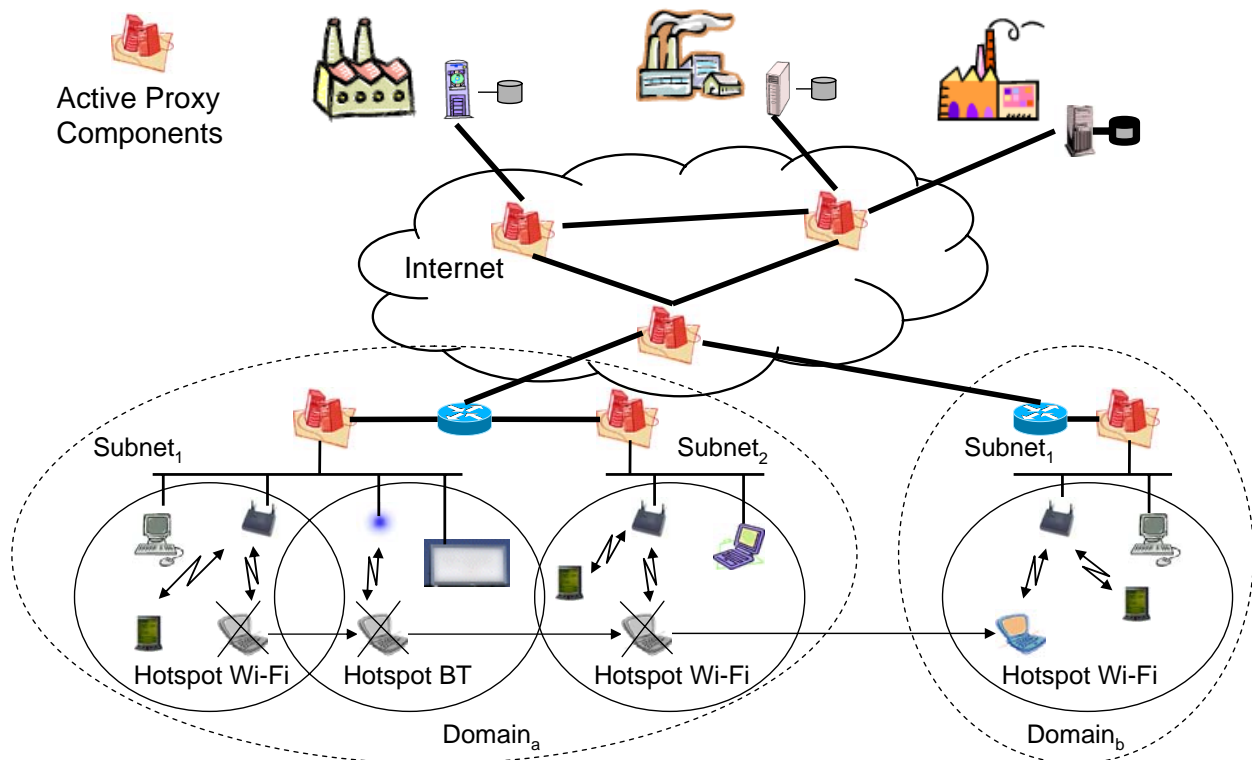 Active Proxy
Components
Internet
Subnet₁
Subnet₂
Subnet₁
Hotspot Wi-Fi
Hotspot BT
Hotspot Wi-Fi
Hotspot Wi-Fi
Domainₐ
Domain_b